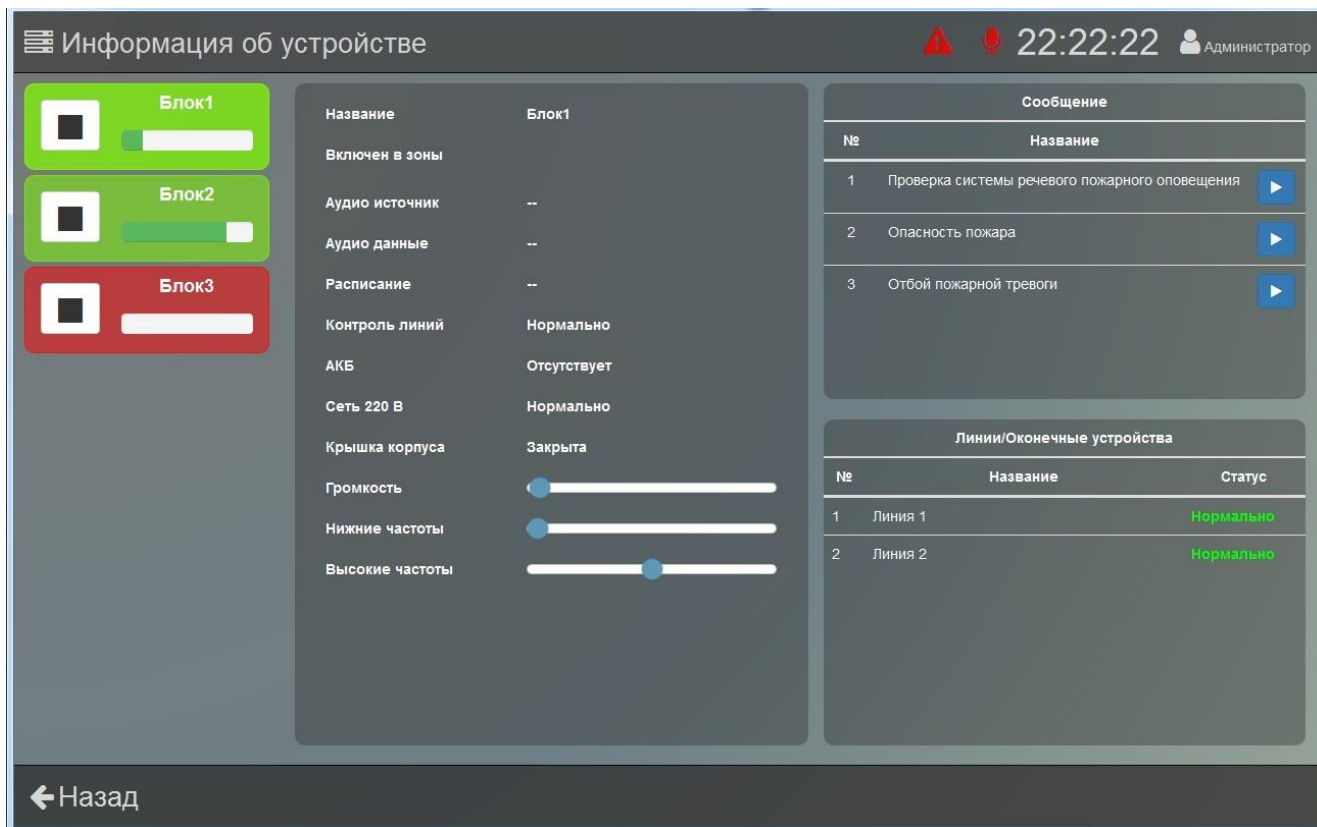 Информация об устройстве
22:22:22 Администратор
Блок1
Блок2
Блок3
Название Блок1
Включен в зоны
Аудио источник --
Аудио данные --
Расписание --
Контроль линий Нормально
АКБ Отсутствует
Сеть 220 В Нормально
Крышка корпуса Закрыта
Громкость
Нижние частоты
Высокие частоты
Сообщение
№ Название
1 Проверка системы речевого пожарного оповещения
2 Опасность пожара
3 Отбой пожарной тревоги
Линии/Оконечные устройства
№ Название Статус
1 Линия 1 Нормально
2 Линия 2 Нормально
Назад